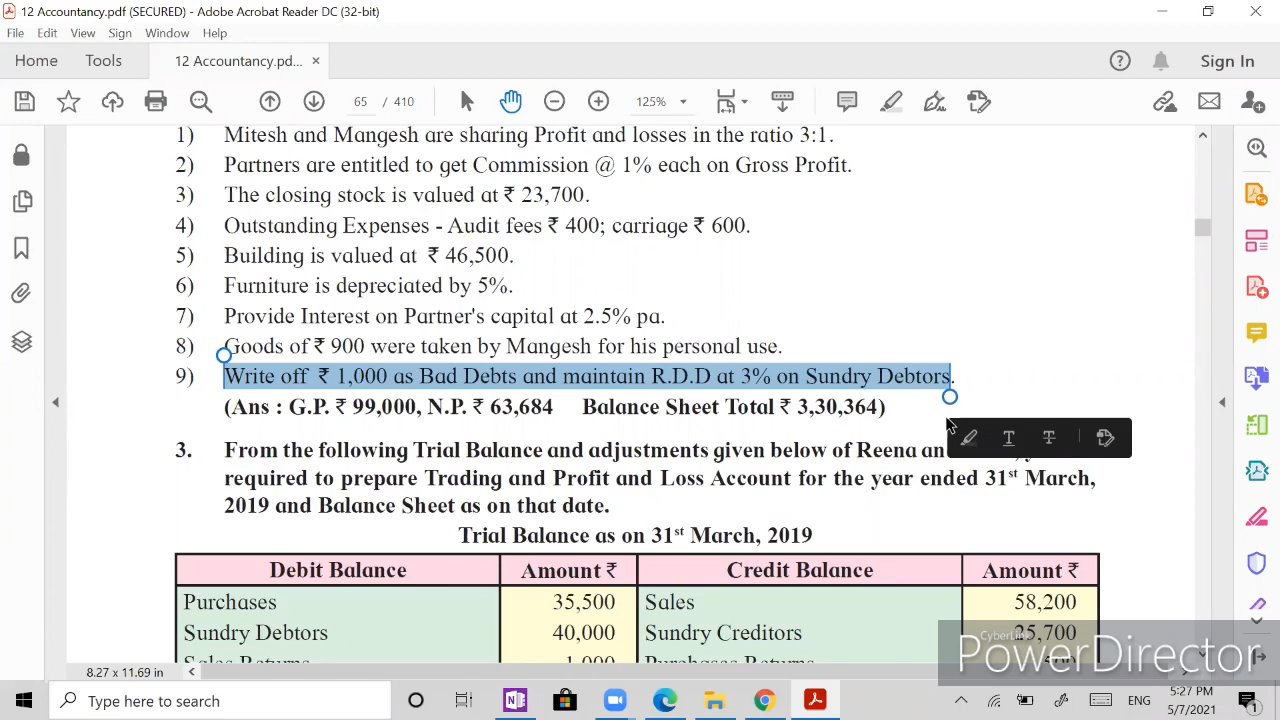 12 Accountancy.pdf (SECURED) - Adobe Acrobat Reader DC (32-bit)
File Edit View Sign Window Help
Home Tools 12 Accountancy.pd... × Sign In
65 / 410 125%
1) Mitesh and Mangesh are sharing Profit and losses in the ratio 3:1.
2) Partners are entitled to get Commission @ 1% each on Gross Profit.
3) The closing stock is valued at ₹ 23,700.
4) Outstanding Expenses - Audit fees ₹ 400; carriage ₹ 600.
5) Building is valued at ₹ 46,500.
6) Furniture is depreciated by 5%.
7) Provide Interest on Partner's capital at 2.5% pa.
8) Goods of ₹ 900 were taken by Mangesh for his personal use.
9) Write off ₹ 1,000 as Bad Debts and maintain R.D.D at 3% on Sundry Debtors.
(Ans : G.P. ₹ 99,000, N.P. ₹ 63,684 Balance Sheet Total ₹ 3,30,364)
3. From the following Trial Balance and adjustments given below of Reena an
required to prepare Trading and Profit and Loss Account for the year ended 31st March,
2019 and Balance Sheet as on that date.
Trial Balance as on 31st March, 2019
Debit Balance Amount ₹ Credit Balance Amount ₹
Purchases 35,500 Sales 58,200
Sundry Debtors 40,000 Sundry Creditors 25,700
Sales Returns 1,000 Purchases Returns
CyberLink
PowerDirector
8.27 x 11.69 in
Type here to search
ENG
5:27 PM
5/7/2021